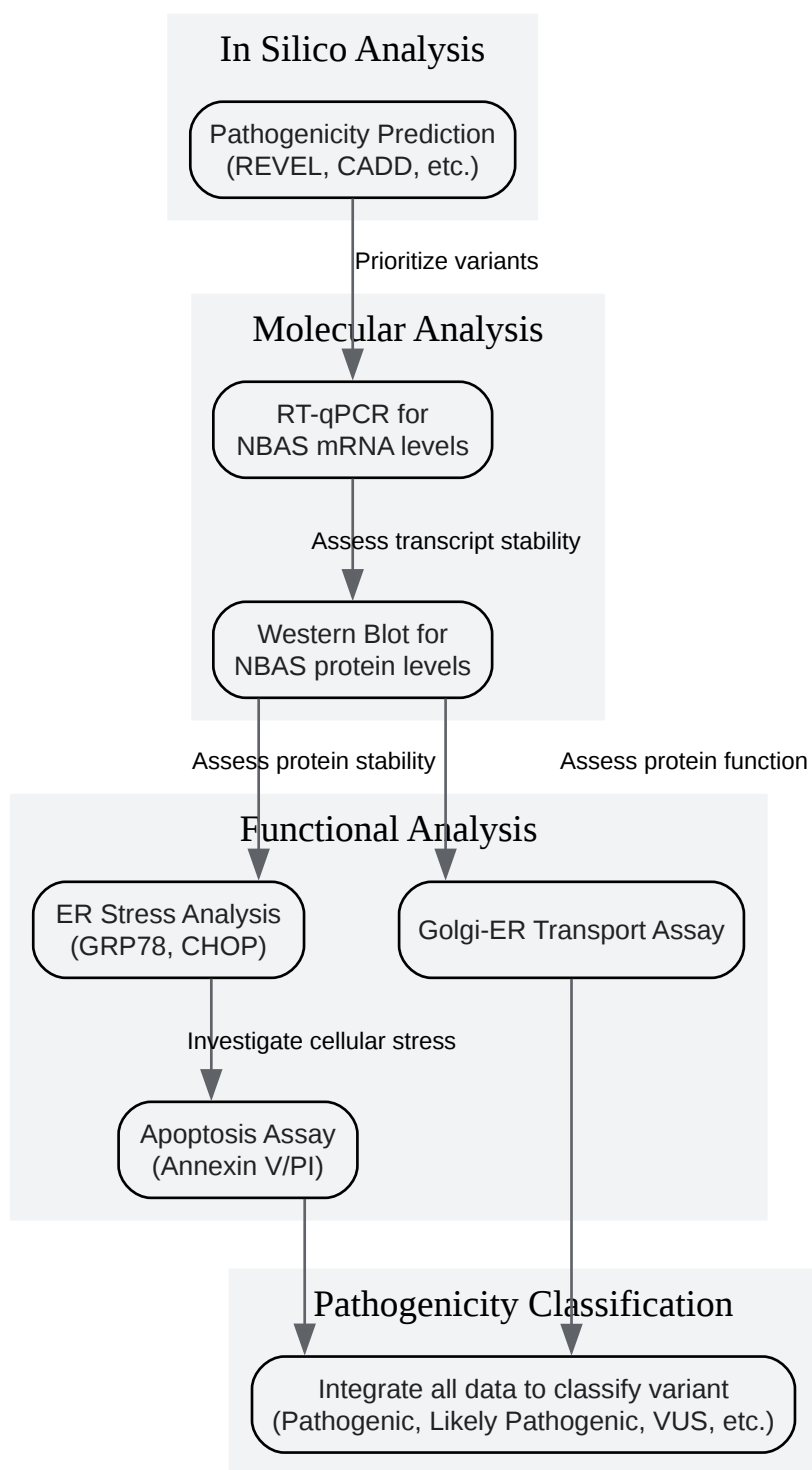 In Silico Analysis
Pathogenicity Prediction
(REVEL, CADD, etc.)
Prioritize variants
Molecular Analysis
RT-qPCR for
NBAS mRNA levels
Assess transcript stability
Western Blot for
NBAS protein levels
Assess protein stability
Assess protein function
Functional Analysis
ER Stress Analysis
(GRP78, CHOP)
Golgi-ER Transport Assay
Investigate cellular stress
Apoptosis Assay
(Annexin V/PI)
Pathogenicity Classification
Integrate all data to classify variant
(Pathogenic, Likely Pathogenic, VUS, etc.)